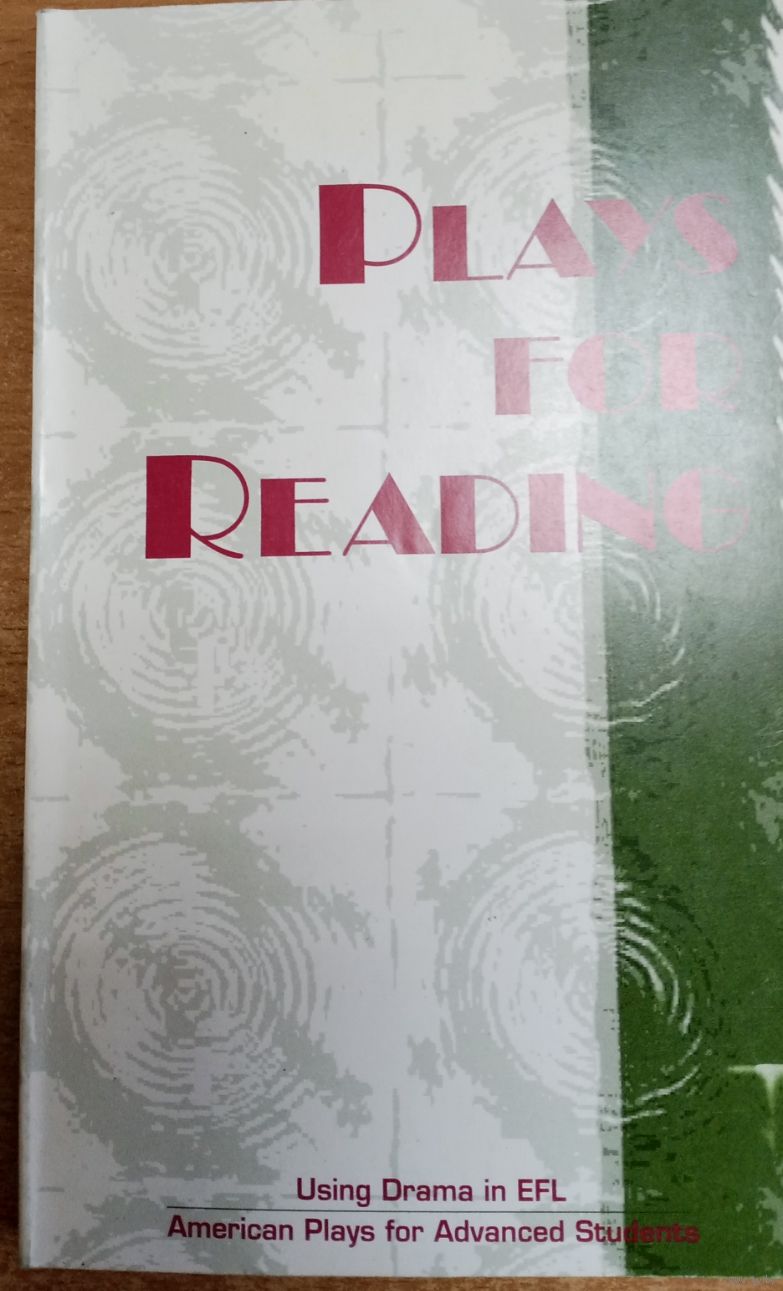 PLAYS
FOR
READING
Using Drama in EFL
American Plays for Advanced Students